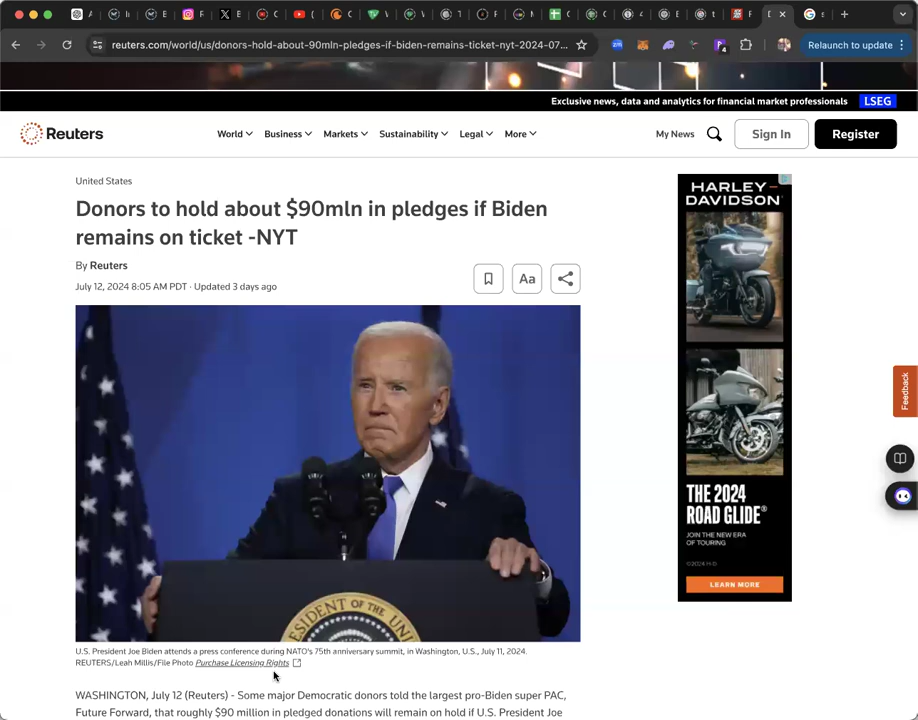 Relaunch to update
reuters.com/world/us/donors-hold-about-90mln-pledges-if-biden-remains-ticket-nyt-2024-07...
Exclusive news, data and analytics for financial market professionals LSEG
Reuters
World Business Markets Sustainability Legal More
My News Sign In Register
United States
Donors to hold about $90mln in pledges if Biden
remains on ticket -NYT
By Reuters
Aa
July 12, 2024 8:05 AM PDT · Updated 3 days ago
PRESIDENT OF THE
U.S. President Joe Biden attends a press conference during NATO's 75th anniversary summit, in Washington, U.S., July 11, 2024.
REUTERS/Leah Millis/File Photo Purchase Licensing Rights
WASHINGTON, July 12 (Reuters) - Some major Democratic donors told the largest pro-Biden super PAC,
Future Forward, that roughly $90 million in pledged donations will remain on hold if U.S. President Joe
HARLEY-
DAVIDSON
THE 2024
ROAD GLIDE®
JOIN THE NEW ERA
OF TOURING
©2024 H-D
LEARN MORE
Feedback